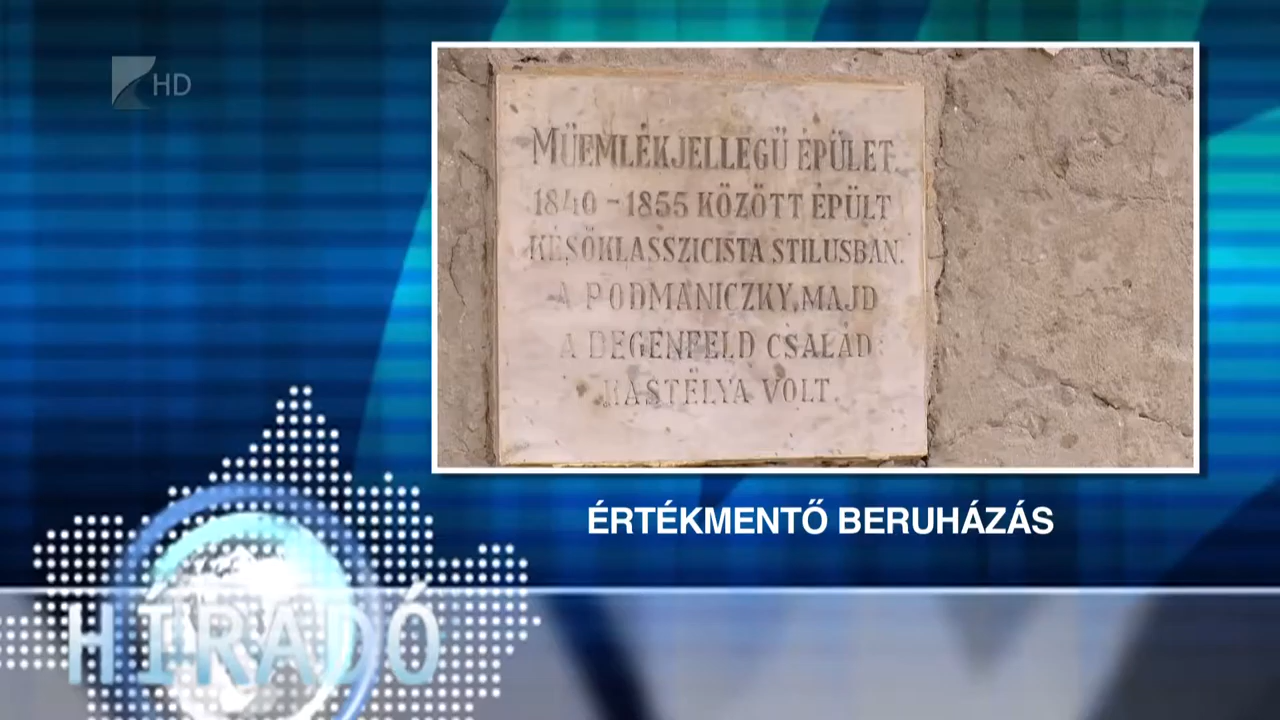 HD
MŰEMLÉKJELLEGŰ ÉPÜLET.
1840 - 1855 KÖZÖTT ÉPÜLT
KÉSŐKLASSZICISTA STILUSBAN.
A PODMANICZKY, MAJD
A DEGENFELD CSALÁD
KASTÉLYA VOLT.
ÉRTÉKMENTŐ BERUHÁZÁS
HÍRADÓ